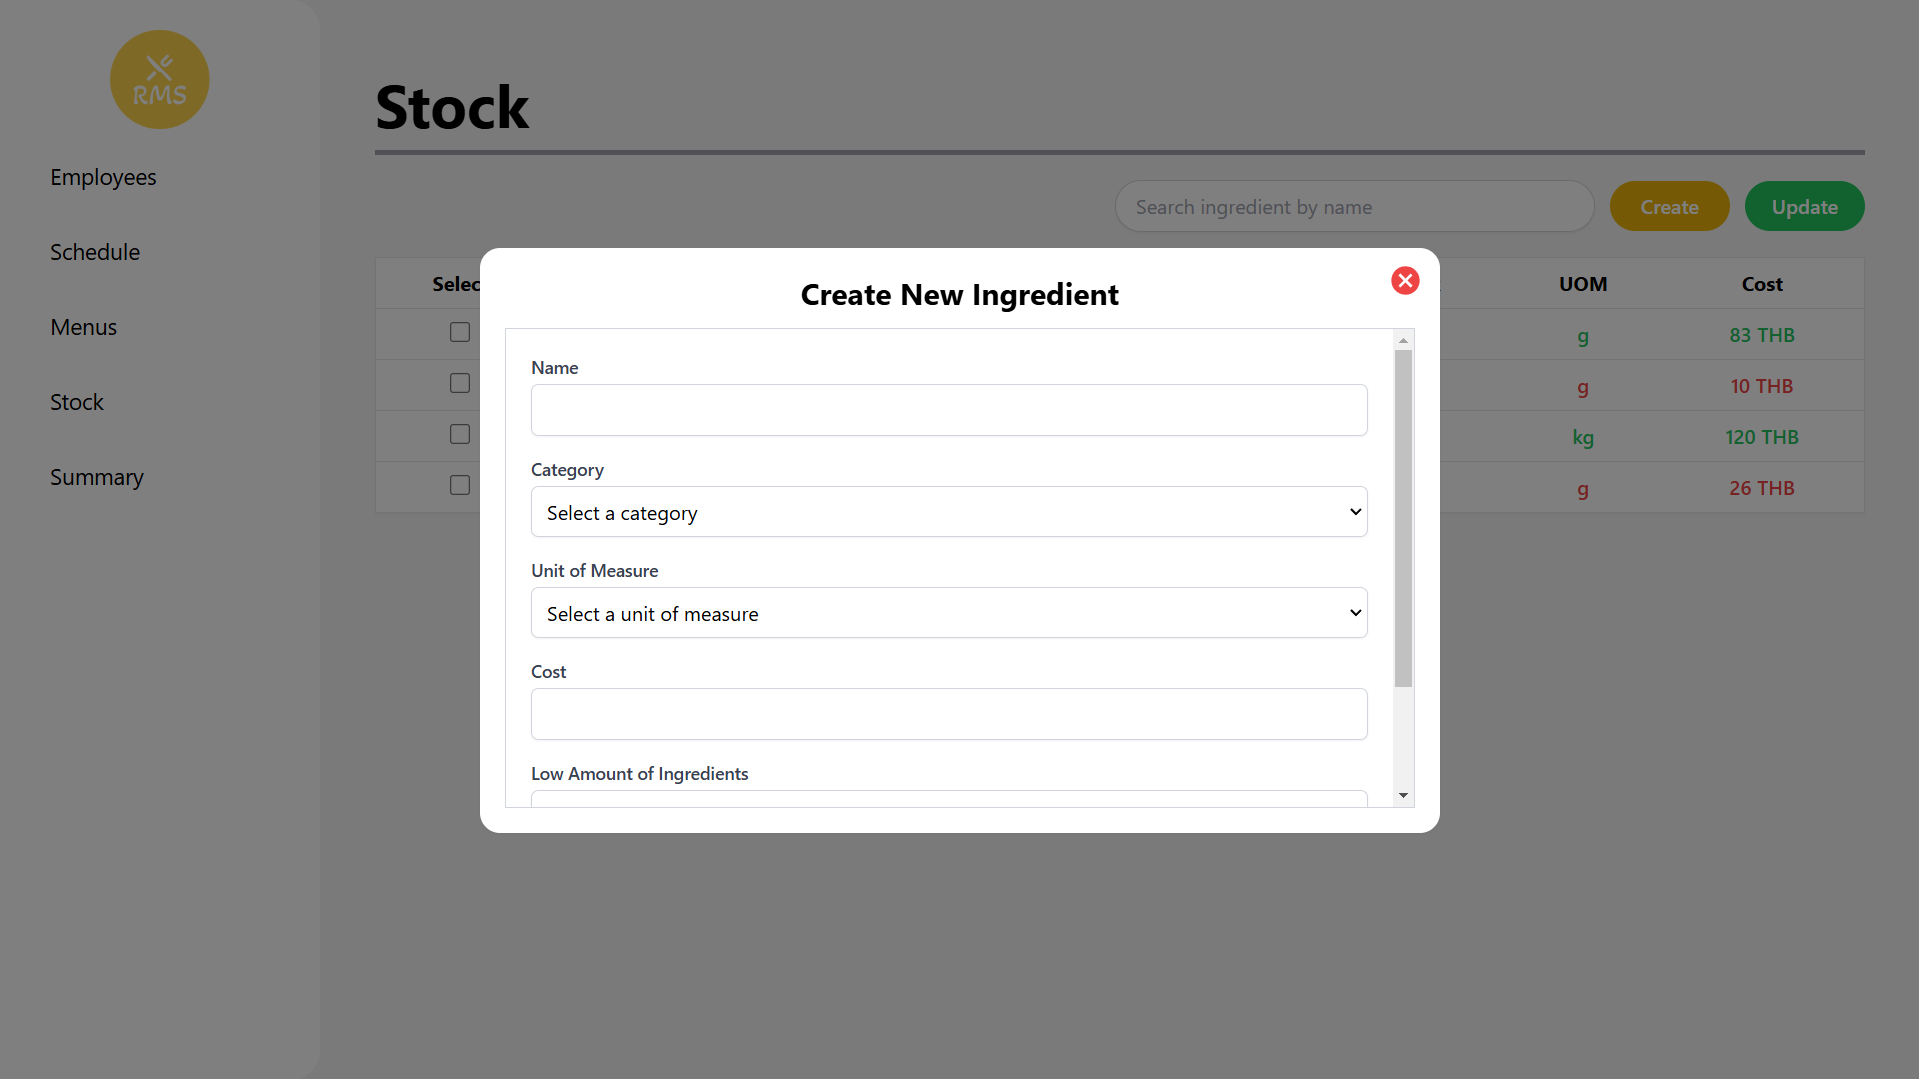 RMS
Employees
Schedule
Menus
Stock
Summary
Stock
Search ingredient by name
Create
Update
Selec
UOM
Cost
g
83 THB
g
10 THB
kg
120 THB
g
26 THB
Create New Ingredient
Name
Category
Select a category
Unit of Measure
Select a unit of measure
Cost
Low Amount of Ingredients